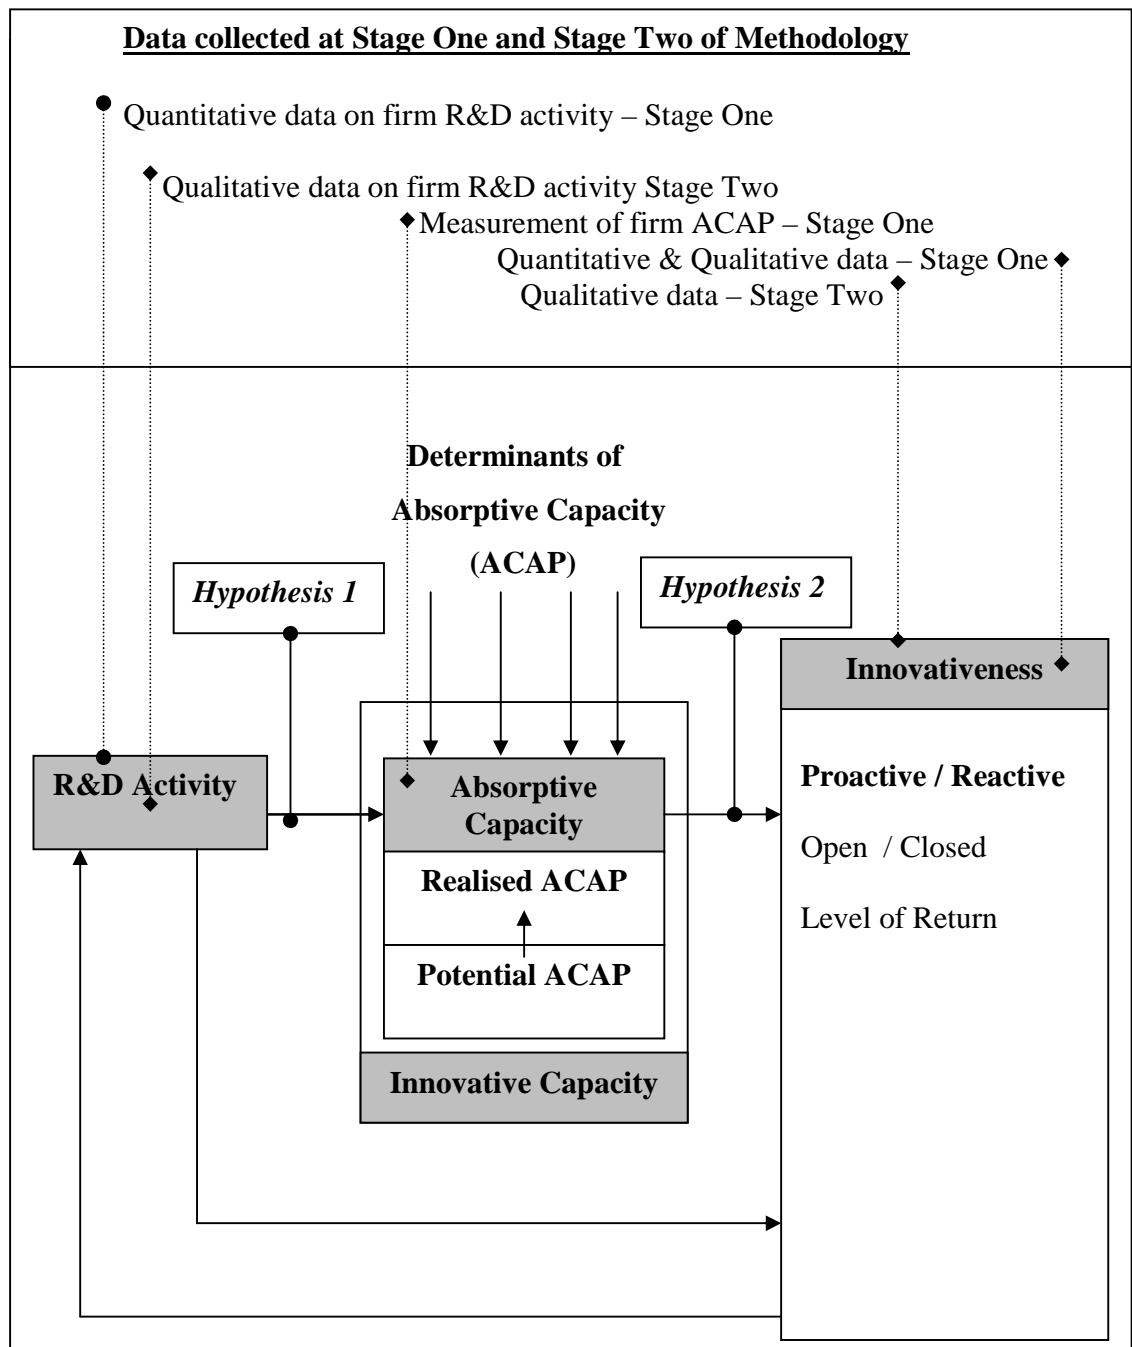 Data collected at Stage One and Stage Two of Methodology
Quantitative data on firm R&D activity – Stage One
Qualitative data on firm R&D activity Stage Two
Measurement of firm ACAP – Stage One
Quantitative & Qualitative data – Stage One
Qualitative data – Stage Two
Determinants of
Absorptive Capacity
(ACAP)
Hypothesis 1
Hypothesis 2
Innovativeness
R&D Activity
Absorptive
Capacity
Proactive / Reactive
Open / Closed
Realised ACAP
Level of Return
Potential ACAP
Innovative Capacity